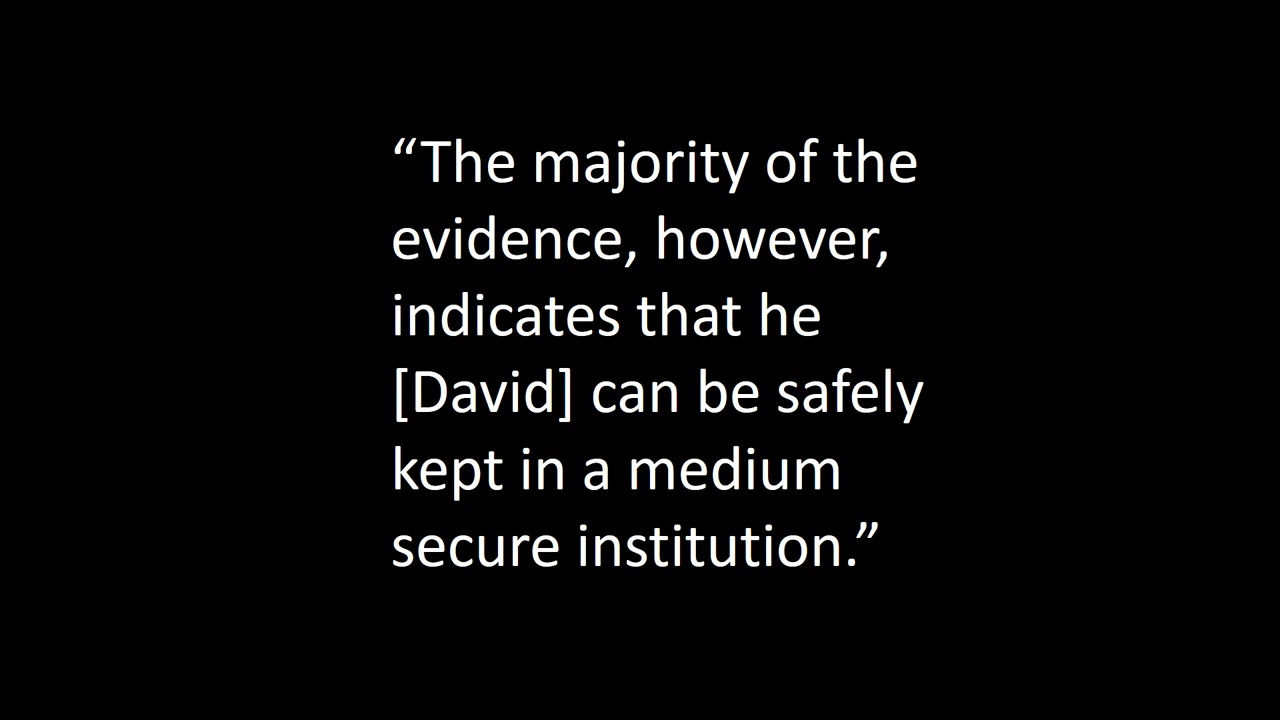 “The majority of the
evidence, however,
indicates that he
[David] can be safely
kept in a medium
secure institution.”